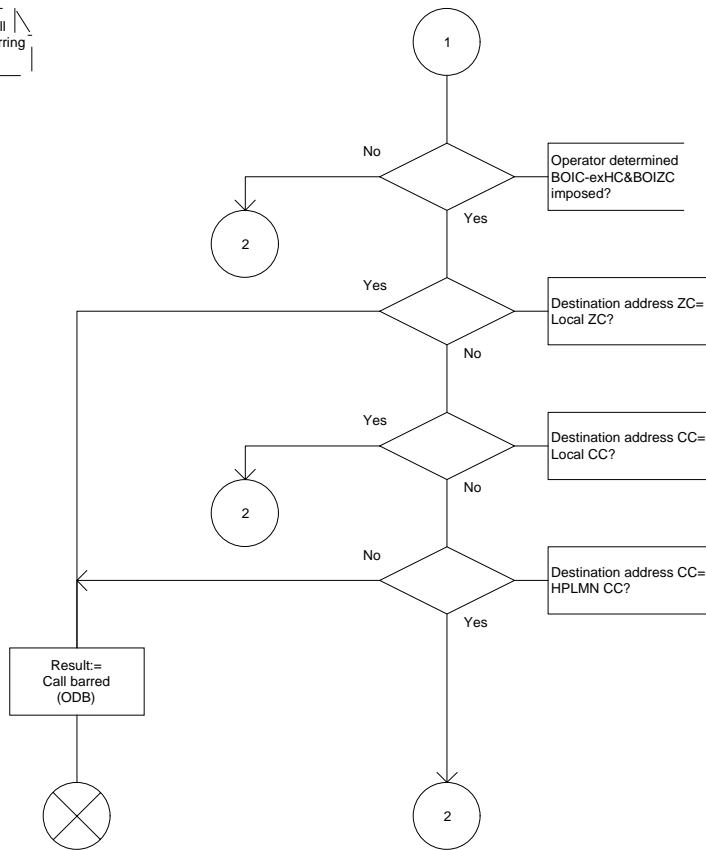 1
No
Operator determined
BOIC-exHC&BOIZC
imposed?
Yes
2
Yes
Destination address ZC=
Local ZC?
No
Yes
Destination address CC=
Local CC?
No
2
No
Destination address CC=
HPLMN CC?
Yes
Result:=
Call barred
(ODB)
2